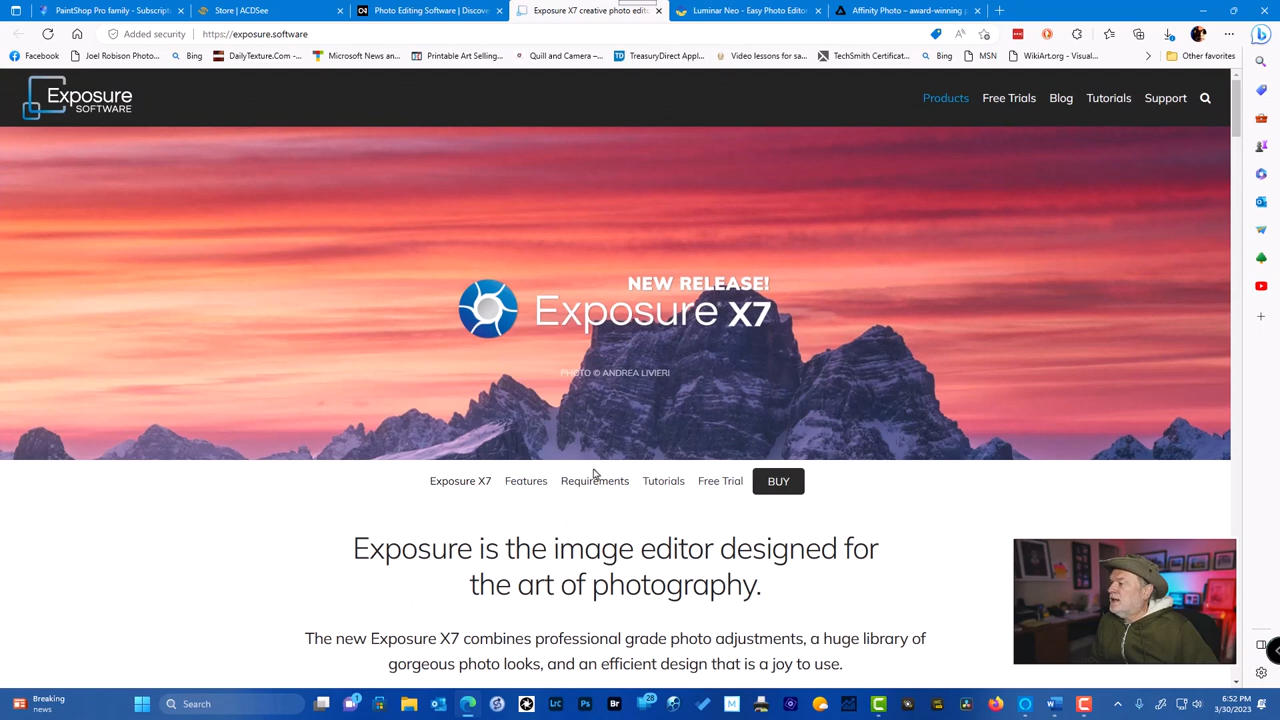 PaintShop Pro family - Subscript
Store | ACDSee
Photo Editing Software | Discove
Exposure X7 creative photo edit
Luminar Neo - Easy Photo Editor
Affinity Photo – award-winning p
Added security
https://exposure.software
Facebook
Joel Robison Photo...
Bing
DailyTexture.Com -...
Microsoft News an...
Printable Art Selling...
Quill and Camera –...
TreasuryDirect Appl...
Video lessons for sa...
TechSmith Certificat...
Bing
MSN
WikiArt.org - Visual...
Other favorites
Exposure
SOFTWARE
Products
Free Trials
Blog
Tutorials
Support
NEW RELEASE!
Exposure X7
PHOTO © ANDREA LIVIERI
Exposure X7
Features
Requirements
Tutorials
Free Trial
BUY
Exposure is the image editor designed for
the art of photography.
The new Exposure X7 combines professional grade photo adjustments, a huge library of
gorgeous photo looks, and an efficient design that is a joy to use.
Breaking
news
Search
1
LrC
Ps
Br
28
M
6:52 PM
3/30/2023